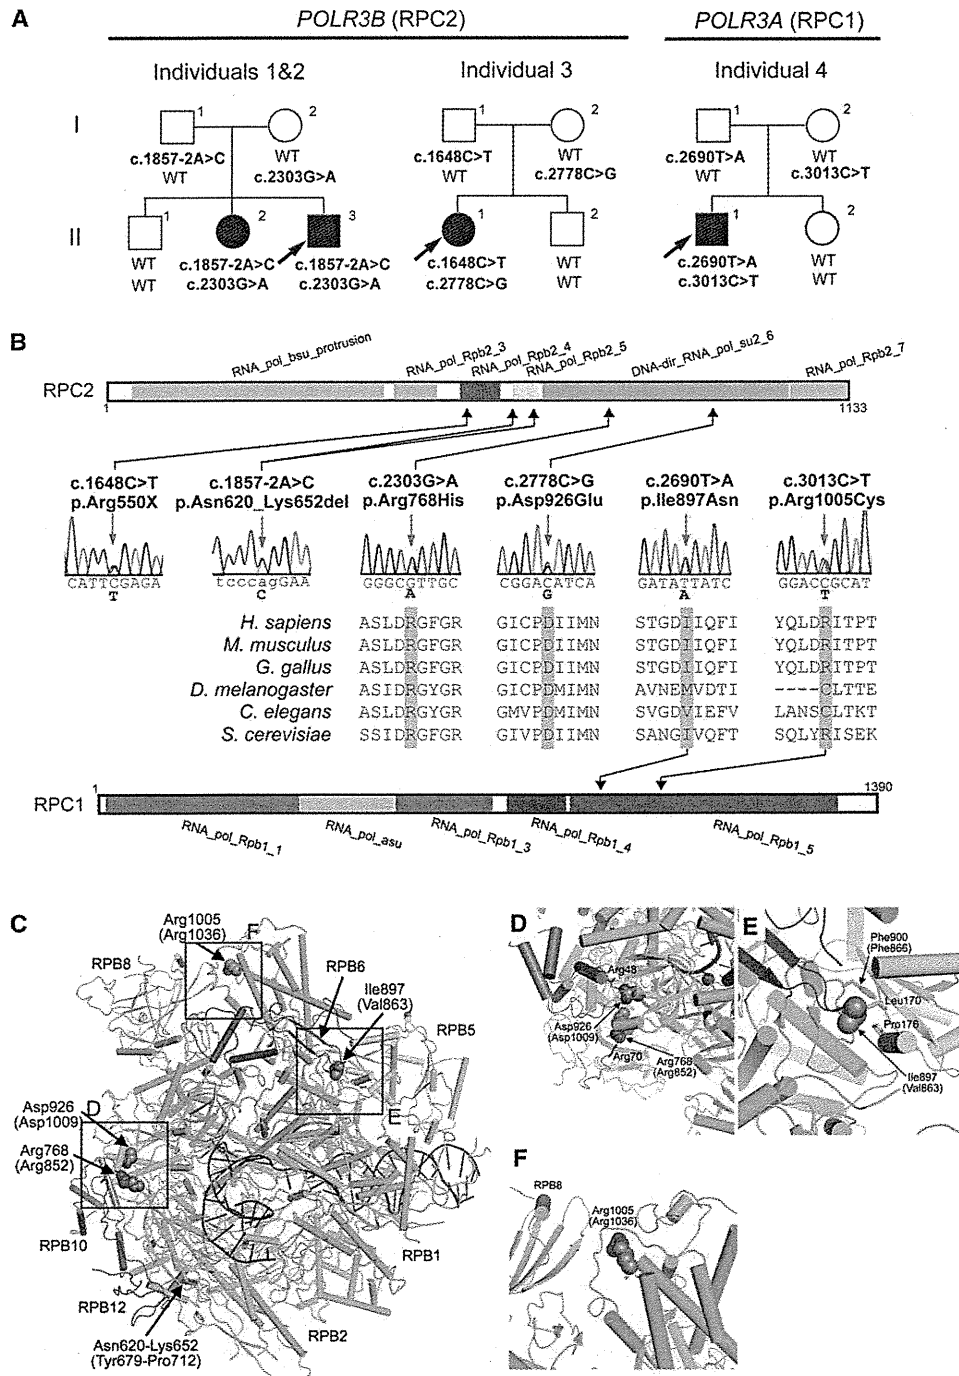 A
POLR3B (RPC2)
POLR3A (RPC1)
Individuals 1&2
Individual 3
Individual 4
I
1
2
1
2
1
2
c.1857-2A>C
WT
WT
c.2303G>A
c.1648C>T
WT
WT
c.2778C>G
c.2690T>A
WT
WT
c.3013C>T
II
1
2
3
1
2
1
2
WT
WT
c.1857-2A>C
c.2303G>A
c.1857-2A>C
c.2303G>A
c.1648C>T
c.2778C>G
WT
WT
c.2690T>A
c.3013C>T
WT
WT
B
RNA_pol_bsu_protrusion
RNA_pol_Rpb2_3
RNA_pol_Rpb2_4
RNA_pol_Rpb2_5
DNA-dir_RNA_pol_su2_6
RNA_pol_Rpb2_7
RPC2
1
1133
c.1648C>T
p.Arg550X
c.1857-2A>C
p.Asn620_Lys652del
c.2303G>A
p.Arg768His
c.2778C>G
p.Asp926Glu
c.2690T>A
p.Ile897Asn
c.3013C>T
p.Arg1005Cys
CATTCGAGA
T
tcccagGAA
C
GGGCGTTGC
A
CGGACATCA
G
GATATTATC
A
GGACCGCAT
T
H. sapiens ASLDRGFGR GICPDIIMN STGDIIQFI YQLDRITPT
M. musculus ASLDRGFGR GICPDIIMN STGDIIQFI YQLDRITPT
G. gallus ASLDRGFGR GICPDIIMN STGDIIQFI YQLDRITPT
D. melanogaster ASIDRGYGR GICPDMIMN AVNEMVDTI ----CLTTE
C. elegans ASLDRGYGR GMVPDMIMN SVGDVIEFV LANSCLTKT
S. cerevisiae SSIDRGFGR GIVPDIIMN SANGIVQFT SQLYRISEK
RPC1
1
1390
RNA_pol_Rpb1_1
RNA_pol_asu
RNA_pol_Rpb1_3
RNA_pol_Rpb1_4
RNA_pol_Rpb1_5
C
Arg1005
(Arg1036)
F
RPB8
RPB6
Ile897
(Val863)
RPB5
E
Asp926
(Asp1009)
D
Arg768
(Arg852)
RPB10
RPB1
RPB12
RPB2
Asn620-Lys652
(Tyr679-Pro712)
D
Arg48
Asp926
(Asp1009)
Arg70
Arg768
(Arg852)
E
Phe900
(Phe866)
Leu170
Pro176
Ile897
(Val863)
F
RPB8
Arg1005
(Arg1036)